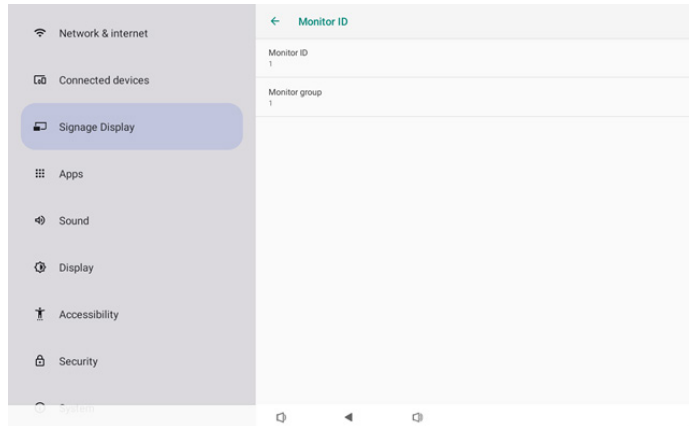 Network & internet
Connected devices
Signage Display
Apps
Sound
Display
Accessibility
Security
System
Monitor ID
Monitor ID
1
Monitor group
1